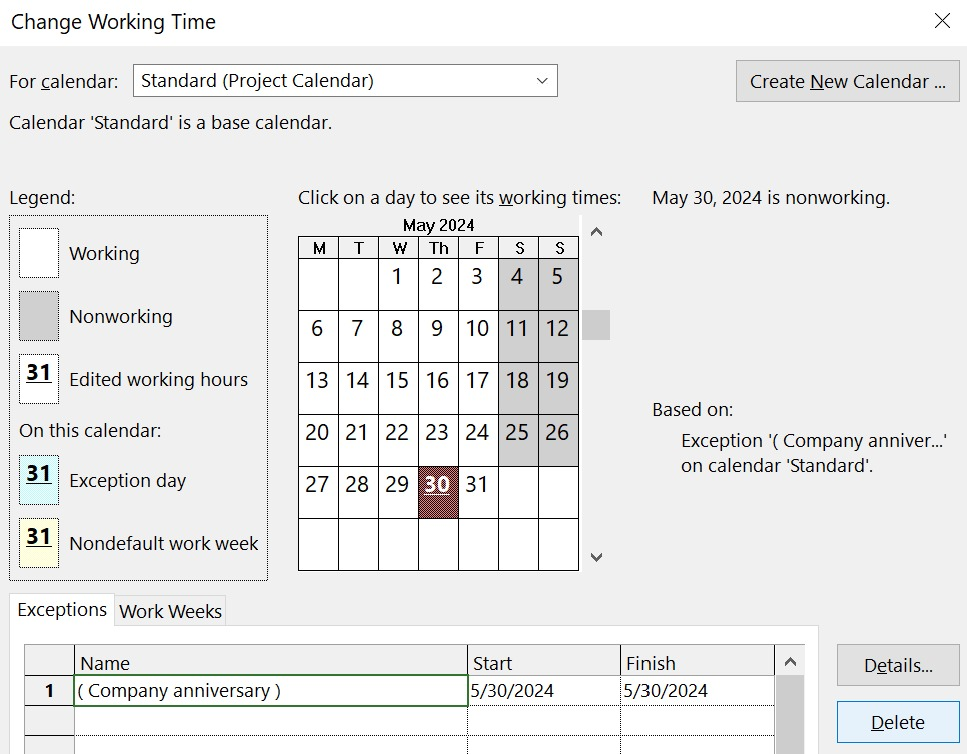 Change Working Time
For calendar: Standard (Project Calendar) Create New Calendar ...
Calendar 'Standard' is a base calendar.
Legend: Click on a day to see its working times: May 30, 2024 is nonworking.
Working
Nonworking
31 Edited working hours
On this calendar:
31 Exception day
31 Nondefault work week
May 2024
M T W Th F S S
1 2 3 4 5
6 7 8 9 10 11 12
13 14 15 16 17 18 19
20 21 22 23 24 25 26
27 28 29 30 31
Based on:
Exception '( Company anniver...'
on calendar 'Standard'.
Exceptions Work Weeks
Name Start Finish
1 ( Company anniversary ) 5/30/2024 5/30/2024
Details...
Delete